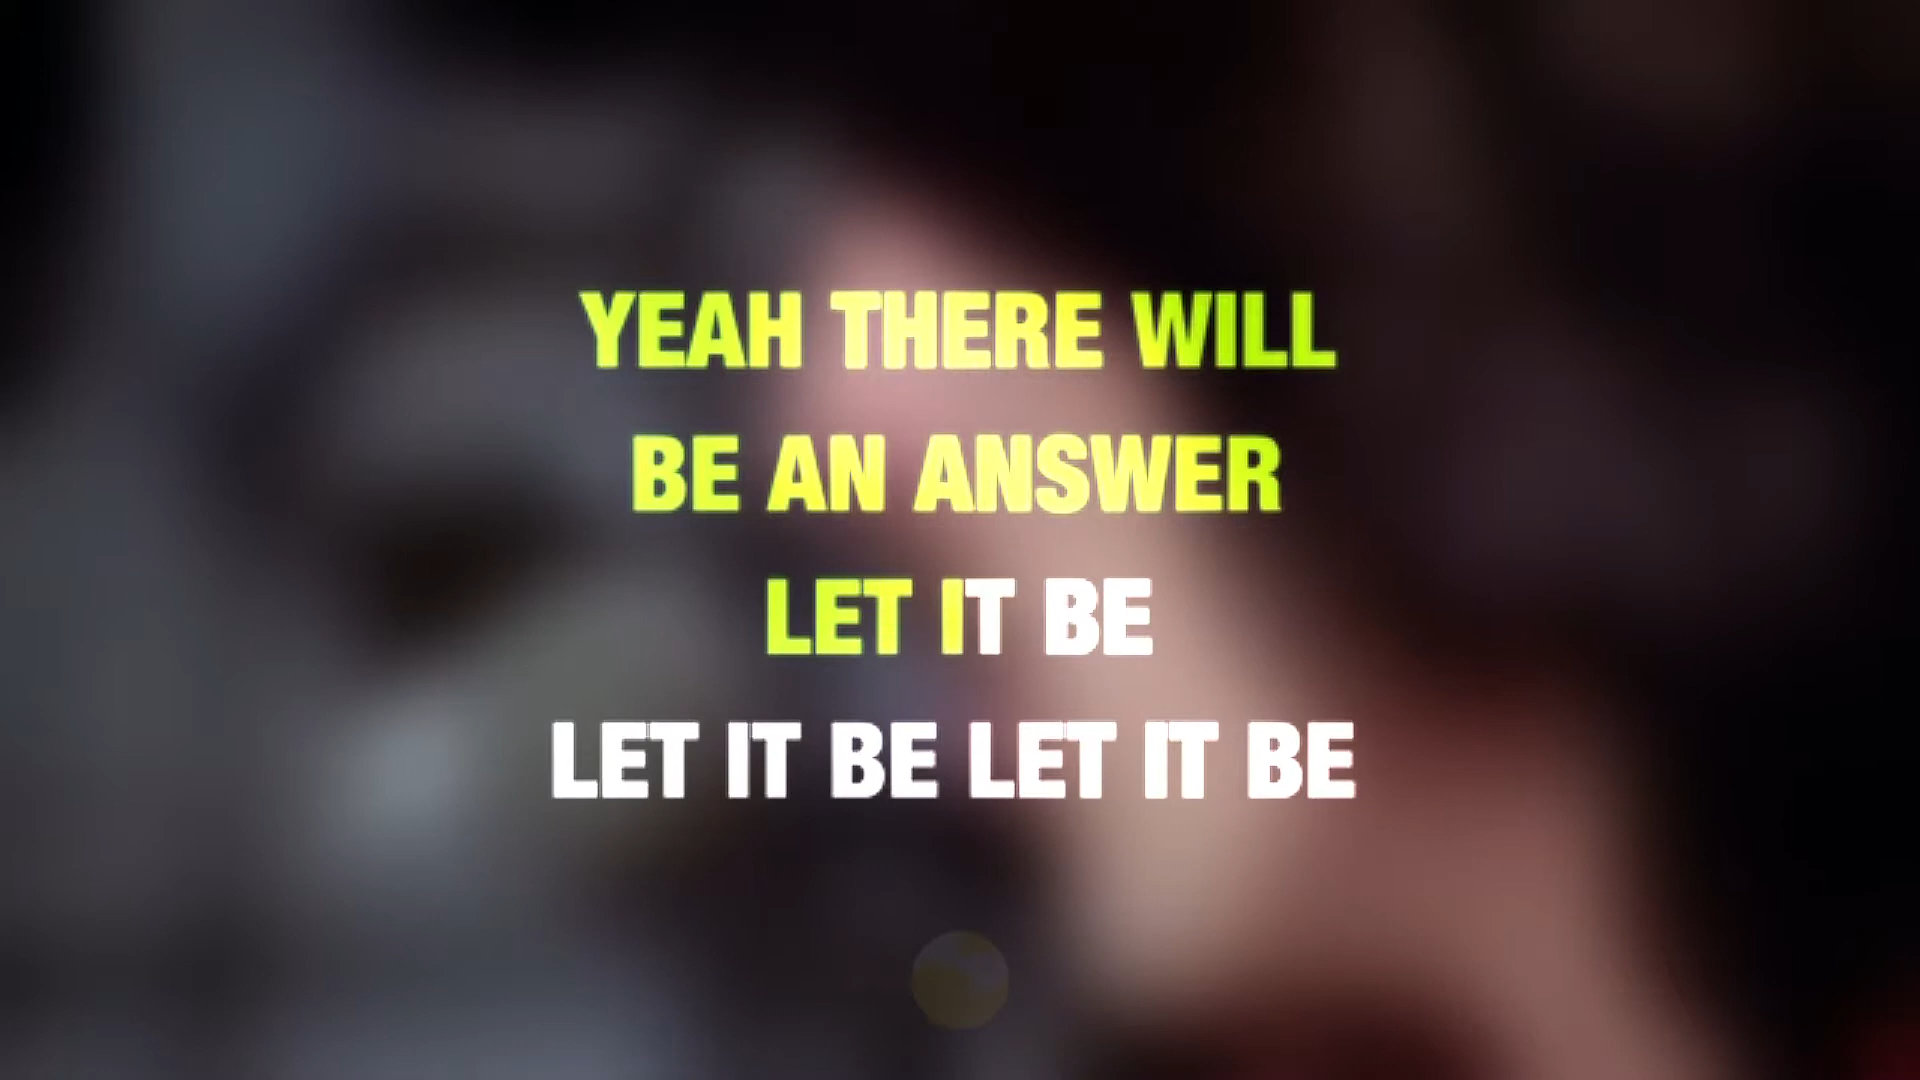 YEAH THERE WILL
BE AN ANSWER
LET IT BE
LET IT BE LET IT BE